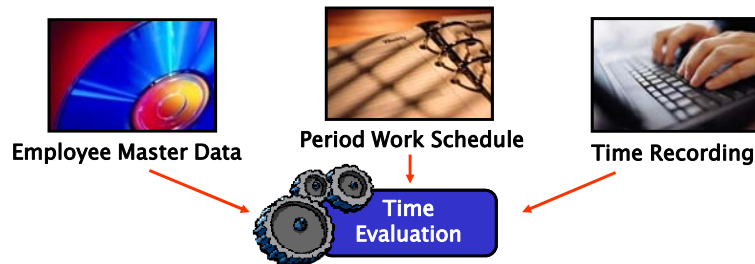 Employee Master Data
Period Work Schedule
Time Recording
Time
Evaluation